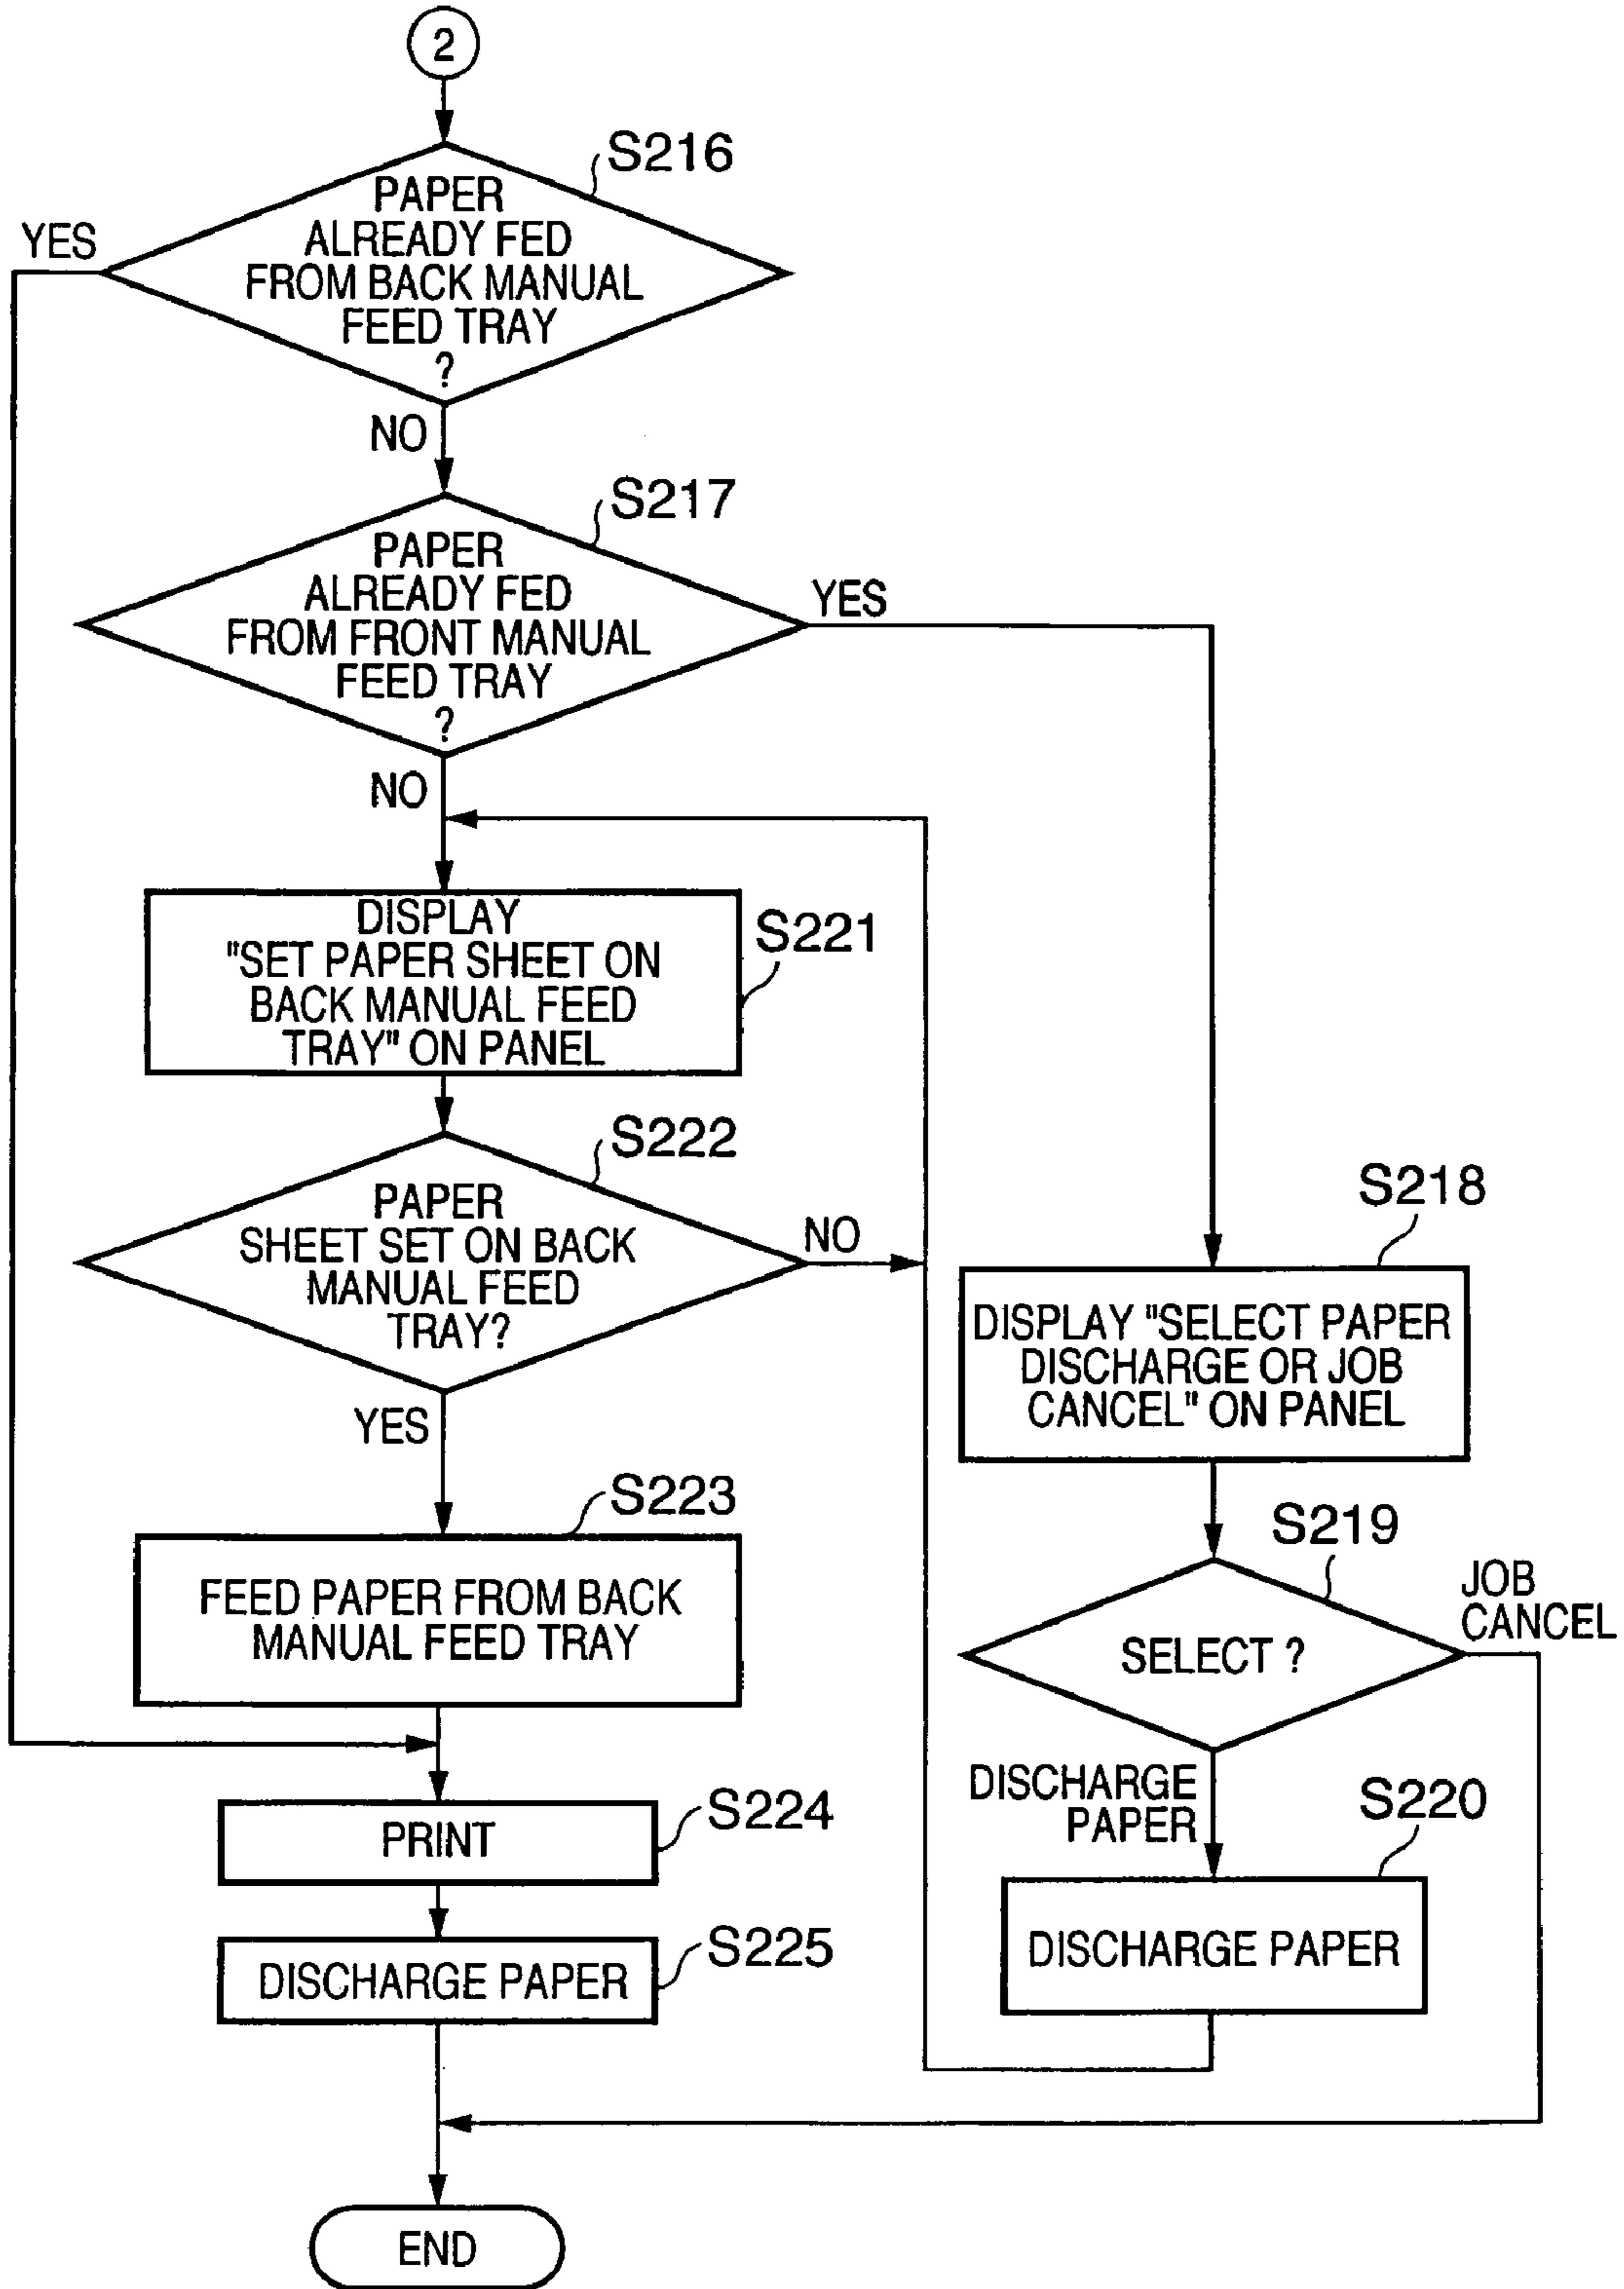 2
S216
PAPER
ALREADY FED
FROM BACK MANUAL
FEED TRAY
?
YES
NO
S217
PAPER
ALREADY FED
FROM FRONT MANUAL
FEED TRAY
?
YES
NO
DISPLAY
"SET PAPER SHEET ON
BACK MANUAL FEED
TRAY" ON PANEL
S221
S222
PAPER
SHEET SET ON BACK
MANUAL FEED
TRAY?
NO
YES
S218
DISPLAY "SELECT PAPER
DISCHARGE OR JOB
CANCEL" ON PANEL
S223
FEED PAPER FROM BACK
MANUAL FEED TRAY
S219
SELECT ?
JOB
CANCEL
DISCHARGE
PAPER
S220
DISCHARGE PAPER
PRINT
S224
DISCHARGE PAPER
S225
END